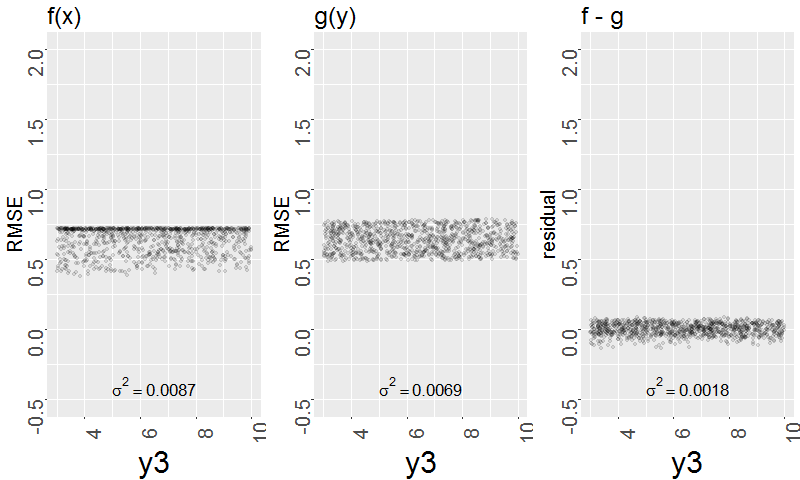 f(x)
RMSE
2.0
1.5
1.0
0.5
0.0
-0.5
σ² = 0.0087
4
6
8
10
y3
g(y)
RMSE
2.0
1.5
1.0
0.5
0.0
-0.5
σ² = 0.0069
4
6
8
10
y3
f - g
residual
2.0
1.5
1.0
0.5
0.0
-0.5
σ² = 0.0018
4
6
8
10
y3